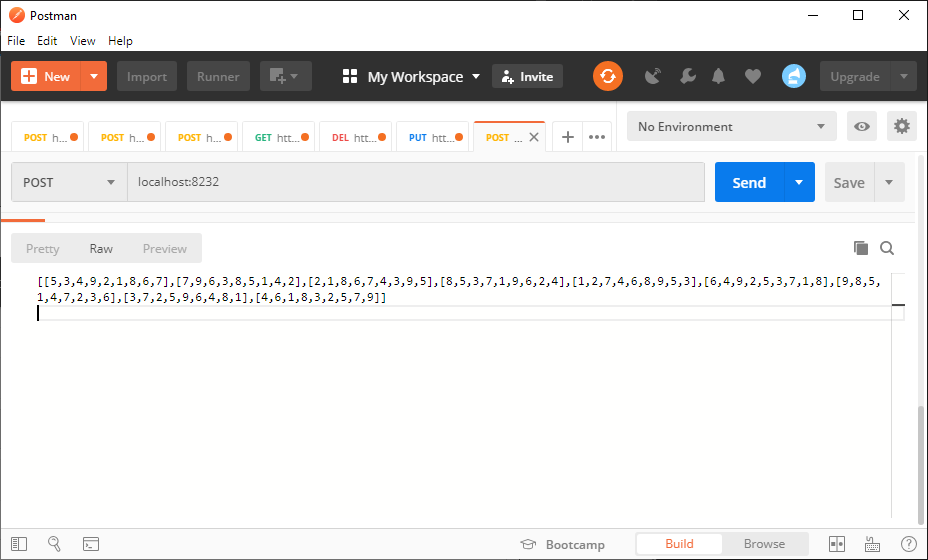 Postman
File Edit View Help
New Import Runner My Workspace Invite Upgrade
POST h... POST h... POST h... GET htt... DEL htt... PUT htt... POST ... No Environment
POST localhost:8232 Send Save
Pretty Raw Preview
[[5,3,4,9,2,1,8,6,7],[7,9,6,3,8,5,1,4,2],[2,1,8,6,7,4,3,9,5],[8,5,3,7,1,9,6,2,4],[1,2,7,4,6,8,9,5,3],[6,4,9,2,5,3,7,1,8],[9,8,5,
1,4,7,2,3,6],[3,7,2,5,9,6,4,8,1],[4,6,1,8,3,2,5,7,9]]
Bootcamp Build Browse